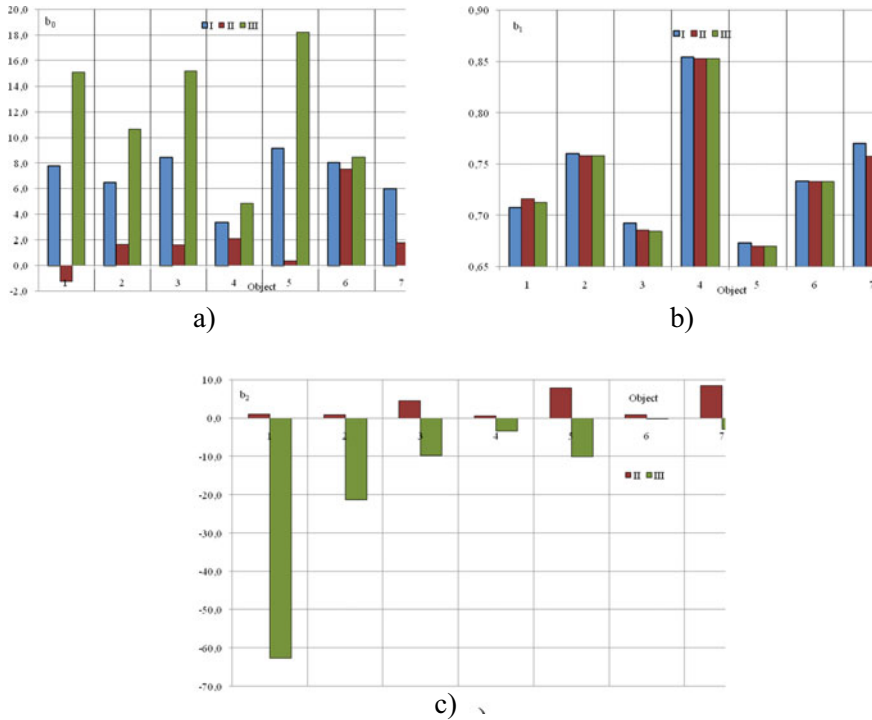 20,0
b0
I II III
18,0
16,0
14,0
12,0
10,0
8,0
6,0
4,0
2,0
0,0
-2,0
1 2 3 4 5 6 7
Object
a)
0,90
b1
I II III
0,85
0,80
0,75
0,70
0,65
1 2 3 4 5 6 7
Object
b)
10,0
b2
Object
0,0
1 2 3 4 5 6 7
-10,0
II III
-20,0
-30,0
-40,0
-50,0
-60,0
-70,0
c)